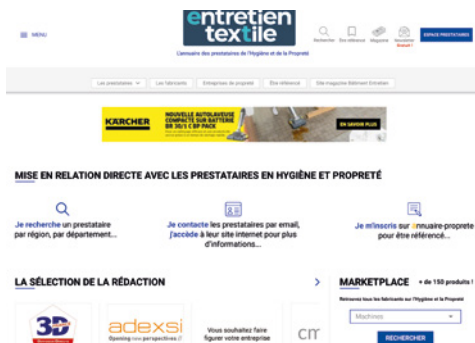 MENU
entretien
textile
L'annuaire des prestataires de l'Hygiène et de la Propreté
Rechercher
Être référencé
Magazine
Newsletter
Gratuit !
ESPACE PRESTATAIRES
Les prestataires
Les fabricants
Entreprises de propreté
Être référencé
Site magazine Bâtiment Entretien
KÄRCHER
NOUVELLE AUTOLAVEUSE
COMPACTE SUR BATTERIE
BR 30/1 C BP PACK
EN SAVOIR PLUS
MISE EN RELATION DIRECTE AVEC LES PRESTATAIRES EN HYGIÈNE ET PROPRETÉ
Je recherche un prestataire
par région, par département...
Je contacte les prestataires par email,
j'accède à leur site internet pour plus
d'informations...
Je m'inscris sur annuaire-proprete
pour être référencé...
LA SÉLECTION DE LA RÉDACTION
MARKETPLACE + de 150 produits !
Retrouvez tous les fabricants sur l'Hygiène et la Propreté
Machines
RECHERCHER
3D
adexsi
Opening new perspectives //
Vous souhaitez faire
figurer votre entreprise
cm